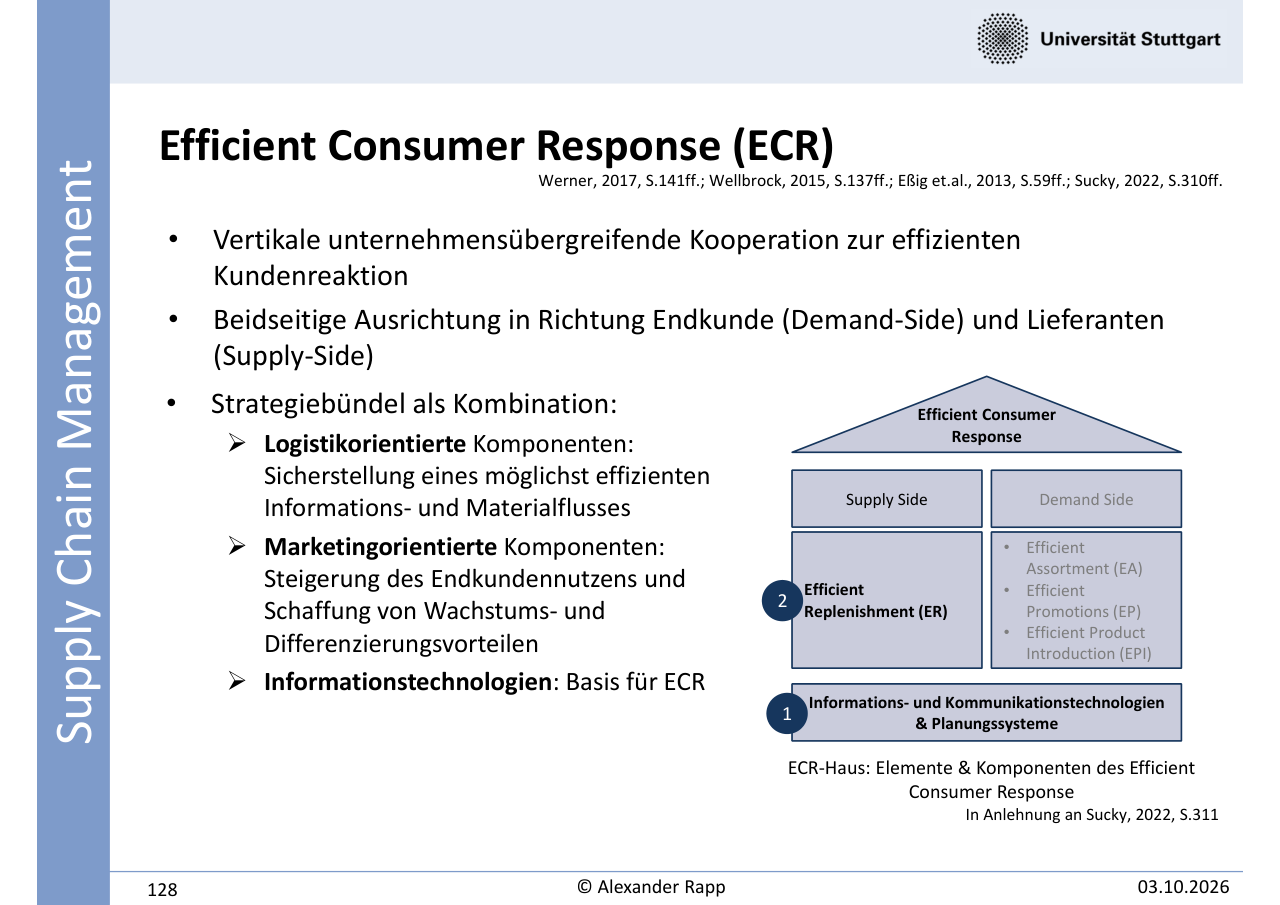 Universität Stuttgart
Supply Chain Management
Efficient Consumer Response (ECR)
Werner, 2017, S.141ff.; Wellbrock, 2015, S.137ff.; Eßig et.al., 2013, S.59ff.; Sucky, 2022, S.310ff.
• Vertikale unternehmensübergreifende Kooperation zur effizienten
Kundenreaktion
• Beidseitige Ausrichtung in Richtung Endkunde (Demand-Side) und Lieferanten
(Supply-Side)
• Strategiebündel als Kombination:
➢ Logistikorientierte Komponenten:
Sicherstellung eines möglichst effizienten
Informations- und Materialflusses
➢ Marketingorientierte Komponenten:
Steigerung des Endkundennutzens und
Schaffung von Wachstums- und
Differenzierungsvorteilen
➢ Informationstechnologien: Basis für ECR
Efficient Consumer
Response
Supply Side
Demand Side
2
Efficient
Replenishment (ER)
• Efficient
Assortment (EA)
• Efficient
Promotions (EP)
• Efficient Product
Introduction (EPI)
1
Informations- und Kommunikationstechnologien
& Planungssysteme
ECR-Haus: Elemente & Komponenten des Efficient
Consumer Response
In Anlehnung an Sucky, 2022, S.311
128
© Alexander Rapp
03.10.2026